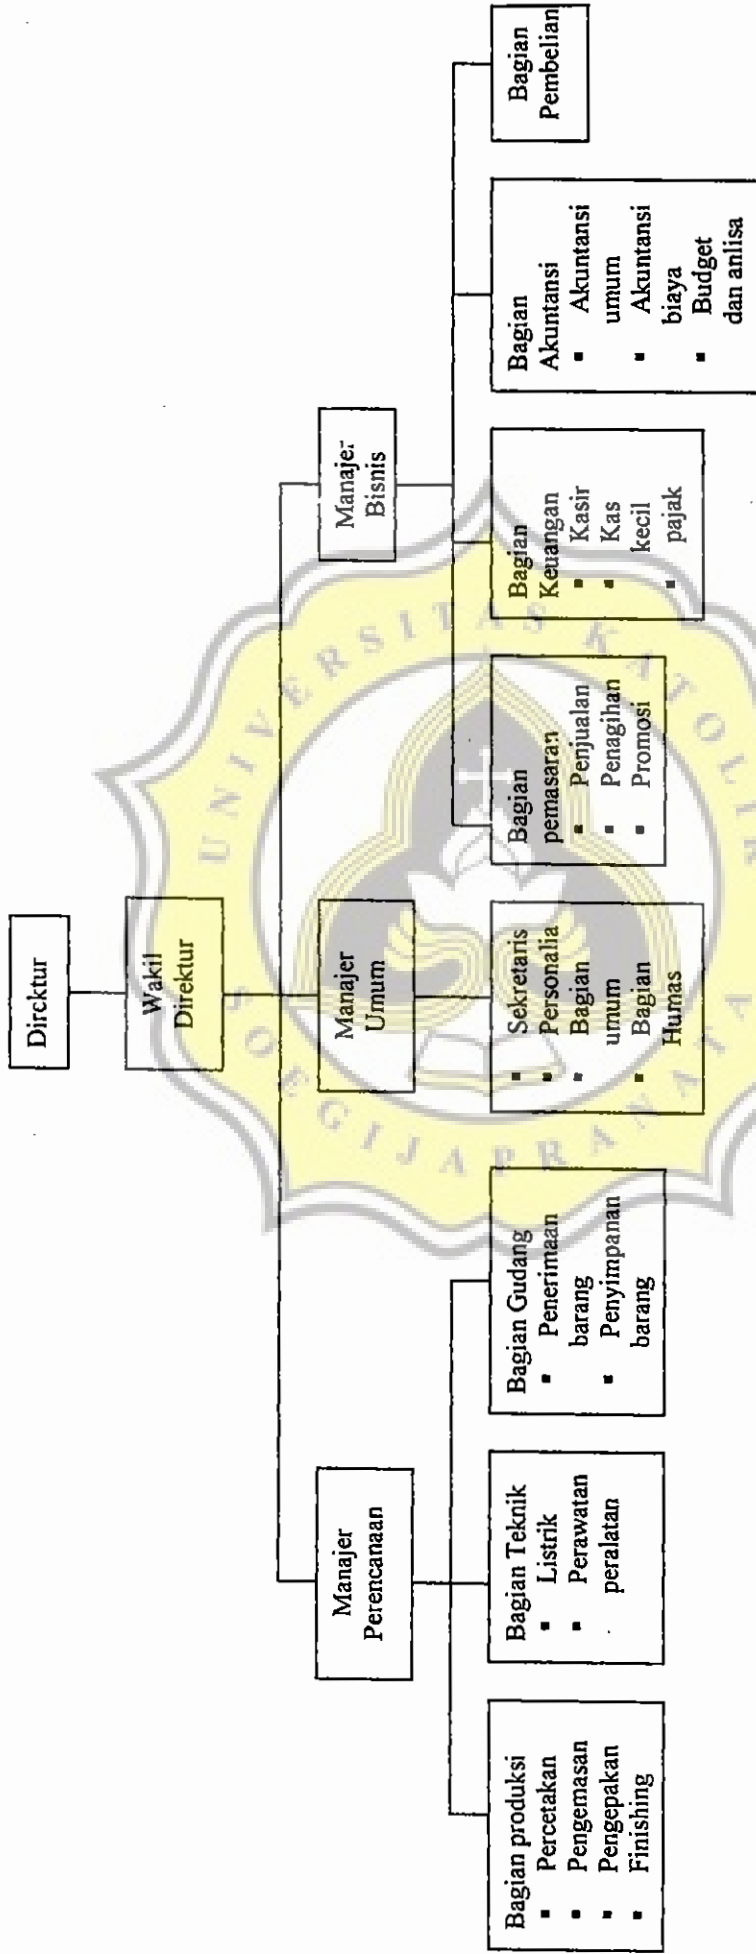 Direktur
Wakil
Direktur
Manajer
Perencanaan
Manajer
Umum
Manajer
Bisnis
Bagian produksi
▪ Percetakan
▪ Pengemasan
▪ Pengepakan
▪ Finishing
Bagian Teknik
▪ Listrik
▪ Perawatan
peralatan
Bagian Gudang
▪ Penerimaan
barang
▪ Penyimpanan
barang
▪ Sekretaris
▪ Personalia
▪ Bagian
umum
▪ Bagian
Humas
Bagian
pemasaran
▪ Penjualan
▪ Penagihan
▪ Promosi
Bagian
Keuangan
▪ Kasir
▪ Kas
kecil
▪ pajak
Bagian
Akuntansi
▪ Akuntansi
umum
▪ Akuntansi
biaya
▪ Budget
dan anlisa
Bagian
Pembelian
UNIVERSITAS KATOLIK
SOEGIJAPRANATA